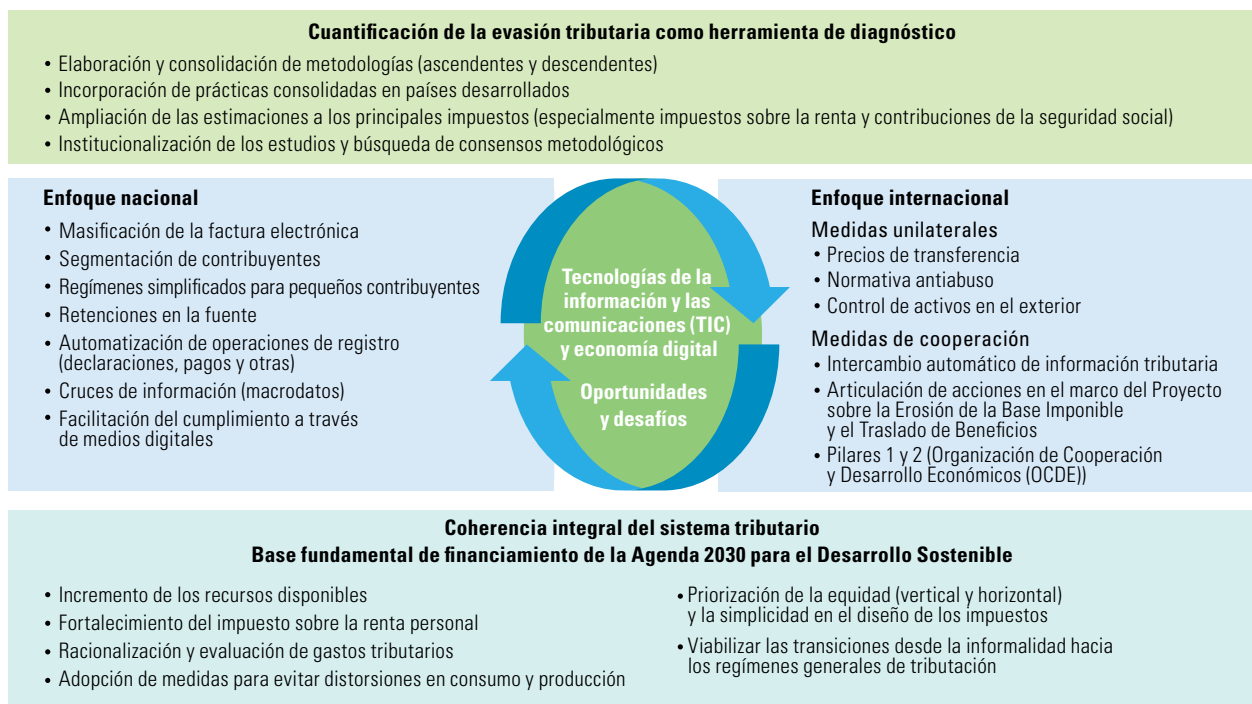 Cuantificación de la evasión tributaria como herramienta de diagnóstico
• Elaboración y consolidación de metodologías (ascendentes y descendentes)
• Incorporación de prácticas consolidadas en países desarrollados
• Ampliación de las estimaciones a los principales impuestos (especialmente impuestos sobre la renta y contribuciones de la seguridad social)
• Institucionalización de los estudios y búsqueda de consensos metodológicos
Enfoque nacional
• Masificación de la factura electrónica
• Segmentación de contribuyentes
• Regímenes simplificados para pequeños contribuyentes
• Retenciones en la fuente
• Automatización de operaciones de registro
(declaraciones, pagos y otras)
• Cruces de información (macrodatos)
• Facilitación del cumplimiento a través
de medios digitales
Tecnologías de la
información y las
comunicaciones (TIC)
y economía digital
Oportunidades
y desafíos
Enfoque internacional
Medidas unilaterales
• Precios de transferencia
• Normativa antiabuso
• Control de activos en el exterior
Medidas de cooperación
• Intercambio automático de información tributaria
• Articulación de acciones en el marco del Proyecto
sobre la Erosión de la Base Imponible
y el Traslado de Beneficios
• Pilares 1 y 2 (Organización de Cooperación
y Desarrollo Económicos (OCDE))
Coherencia integral del sistema tributario
Base fundamental de financiamiento de la Agenda 2030 para el Desarrollo Sostenible
• Incremento de los recursos disponibles
• Fortalecimiento del impuesto sobre la renta personal
• Racionalización y evaluación de gastos tributarios
• Adopción de medidas para evitar distorsiones en consumo y producción
• Priorización de la equidad (vertical y horizontal)
y la simplicidad en el diseño de los impuestos
• Viabilizar las transiciones desde la informalidad hacia
los regímenes generales de tributación